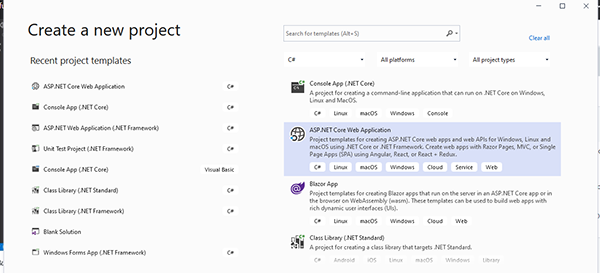 Create a new project
Search for templates (Alt+S)
Clear all
Recent project templates
C#
All platforms
All project types
ASP.NET Core Web Application
C#
Console App (.NET Core)
C#
ASP.NET Web Application (.NET Framework)
C#
Unit Test Project (.NET Framework)
C#
Console App (.NET Core)
Visual Basic
Class Library (.NET Standard)
C#
Class Library (.NET Framework)
C#
Blank Solution
Windows Forms App (.NET Framework)
C#
Console App (.NET Core)
A project for creating a command-line application that can run on .NET Core on Windows,
Linux and MacOS.
C# Linux macOS Windows Console
ASP.NET Core Web Application
Project templates for creating ASP.NET Core web apps and web APIs for Windows, Linux and
macOS using .NET Core or .NET Framework. Create web apps with Razor Pages, MVC, or Single
Page Apps (SPA) using Angular, React, or React + Redux.
C# Linux macOS Windows Cloud Service Web
Blazor App
Project templates for creating Blazor apps that run on the server in an ASP.NET Core app or in
the browser on WebAssembly (wasm). These templates can be used to build web apps with
rich dynamic user interfaces (UIs).
C# Linux macOS Windows Cloud Web
Class Library (.NET Standard)
A project for creating a class library that targets .NET Standard.
C# Android iOS Linux macOS Windows Library